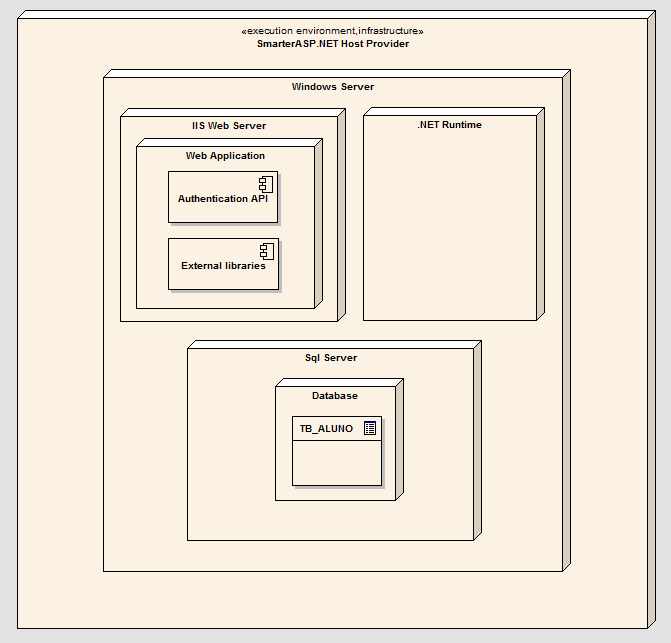 «execution environment,infrastructure»
SmarterASP.NET Host Provider
Windows Server
IIS Web Server
.NET Runtime
Web Application
Authentication API
External libraries
Sql Server
Database
TB_ALUNO